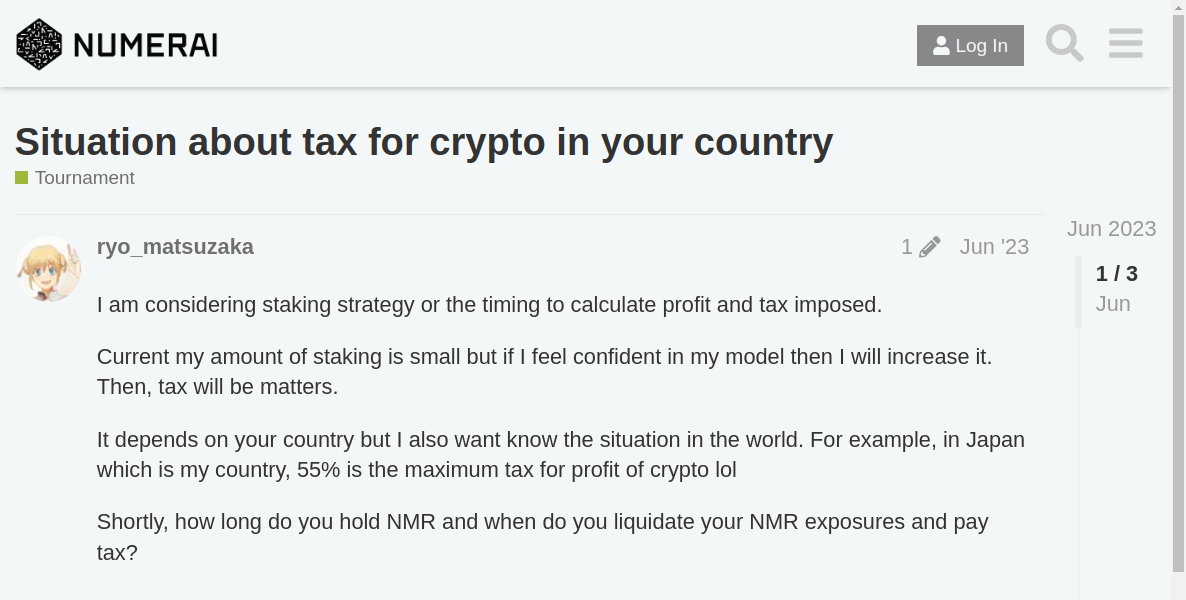 NUMERAI
Log In
Situation about tax for crypto in your country
Tournament
ryo_matsuzaka
1
Jun '23
Jun 2023
1 / 3
Jun
I am considering staking strategy or the timing to calculate profit and tax imposed.
Current my amount of staking is small but if I feel confident in my model then I will increase it.
Then, tax will be matters.
It depends on your country but I also want know the situation in the world. For example, in Japan
which is my country, 55% is the maximum tax for profit of crypto lol
Shortly, how long do you hold NMR and when do you liquidate your NMR exposures and pay
tax?